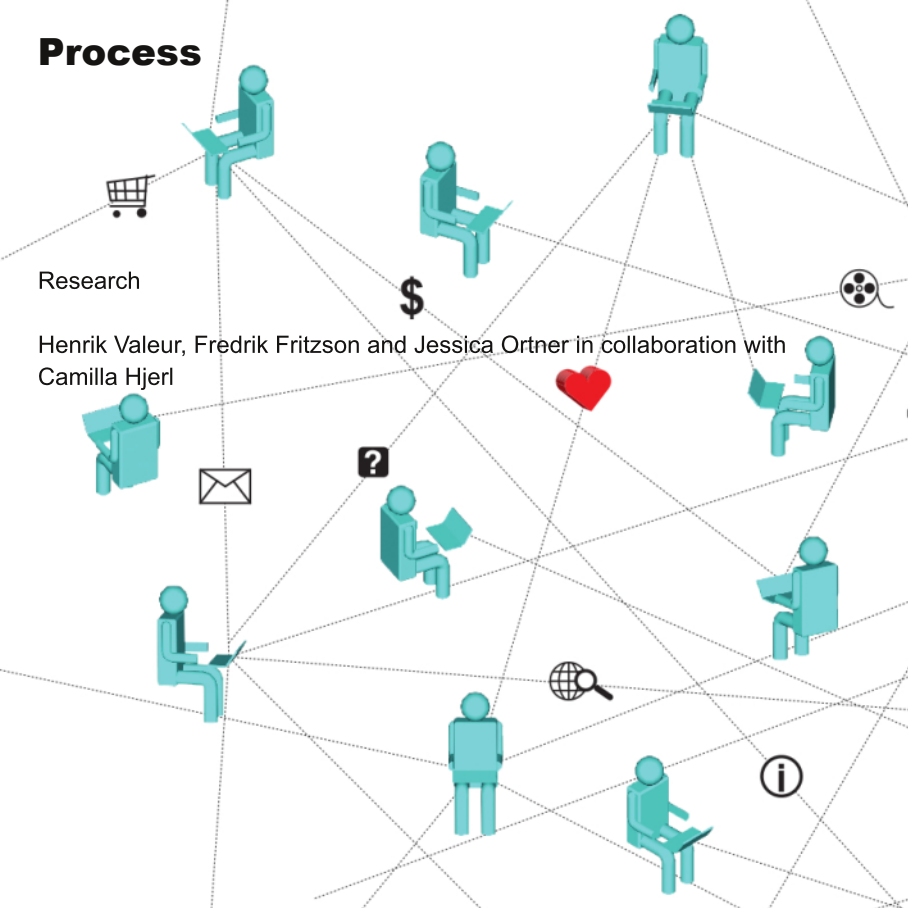 Process
Research
$
Henrik Valeur, Fredrik Fritzson and Jessica Ortner in collaboration with
Camilla Hjerl
?
i